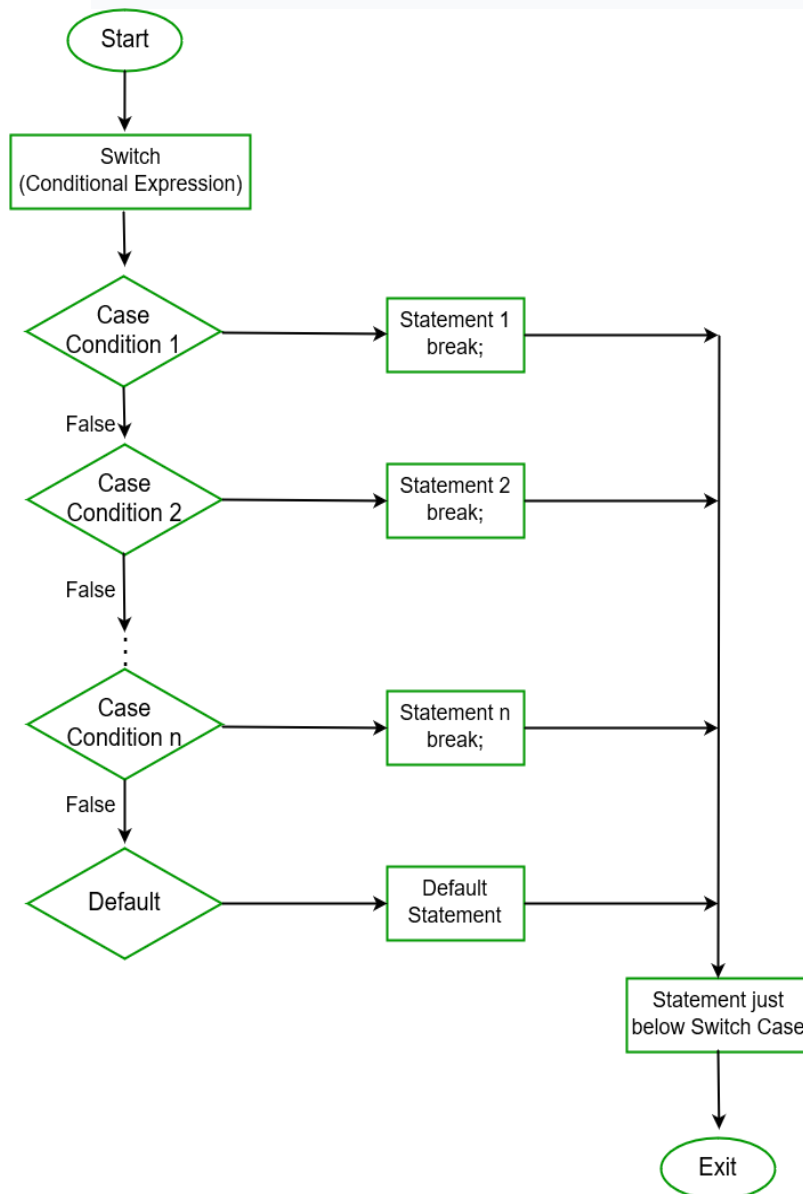 Start
Switch
(Conditional Expression)
Case
Condition 1
Statement 1
break;
False
Case
Condition 2
Statement 2
break;
False
Case
Condition n
Statement n
break;
False
Default
Default
Statement
Statement just
below Switch Case
Exit